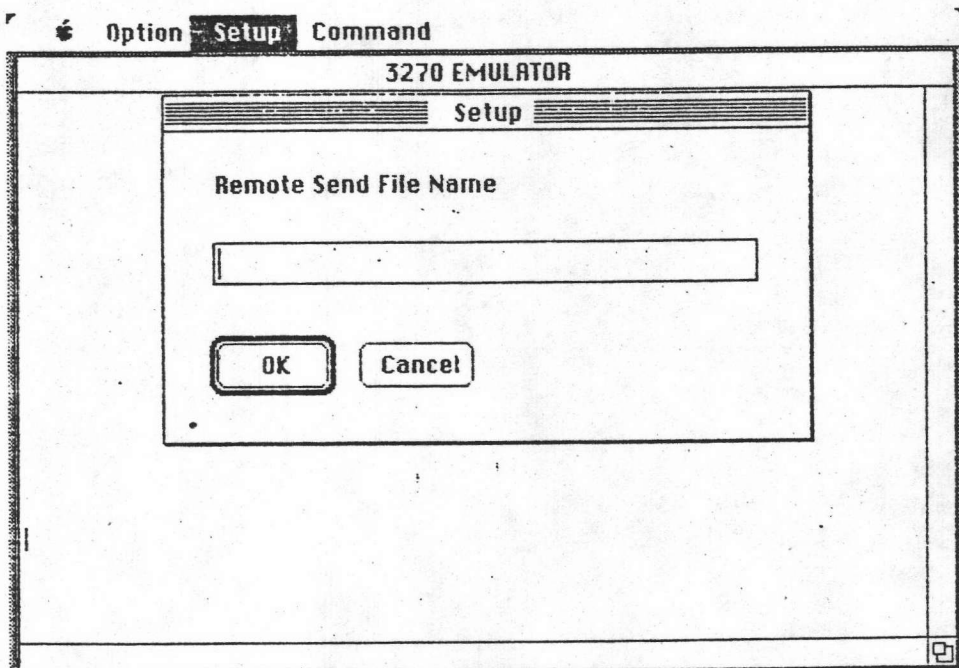 Option Setup Command
3270 EMULATOR
Setup
Remote Send File Name
OK Cancel